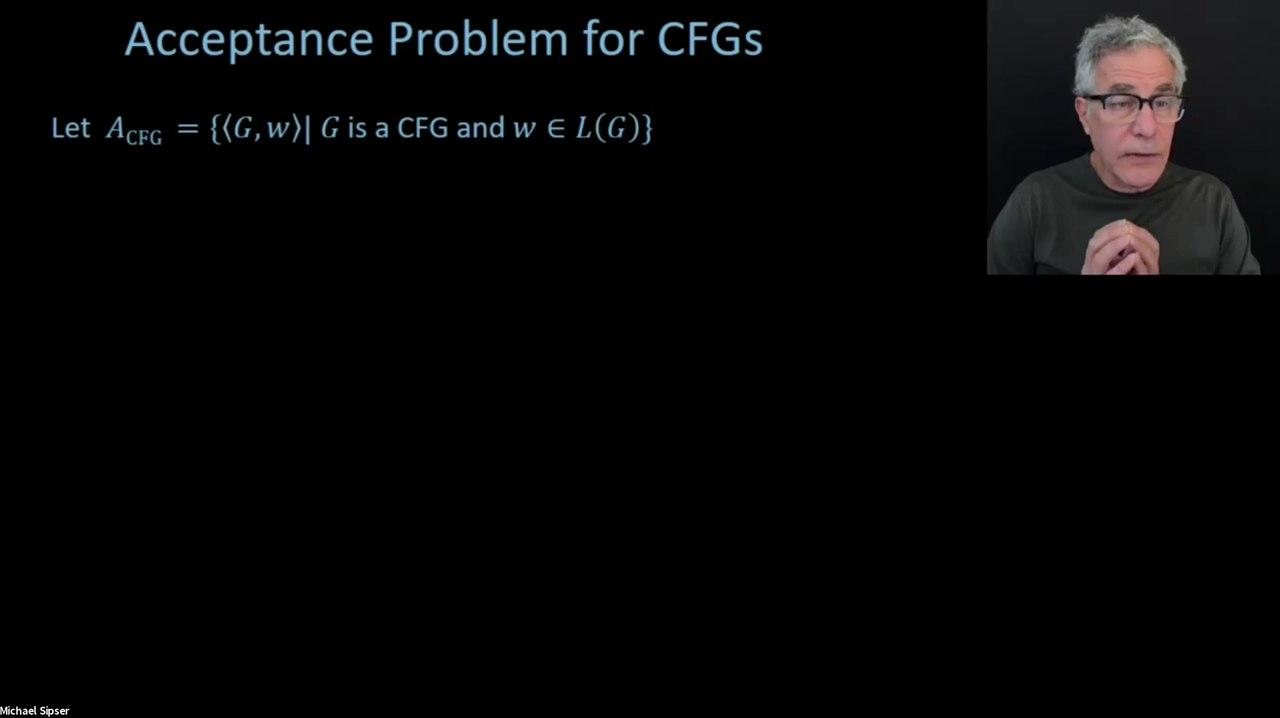 Acceptance Problem for CFGs
Let A_CFG = {⟨G, w⟩| G is a CFG and w ∈ L(G)}
Michael Sipser